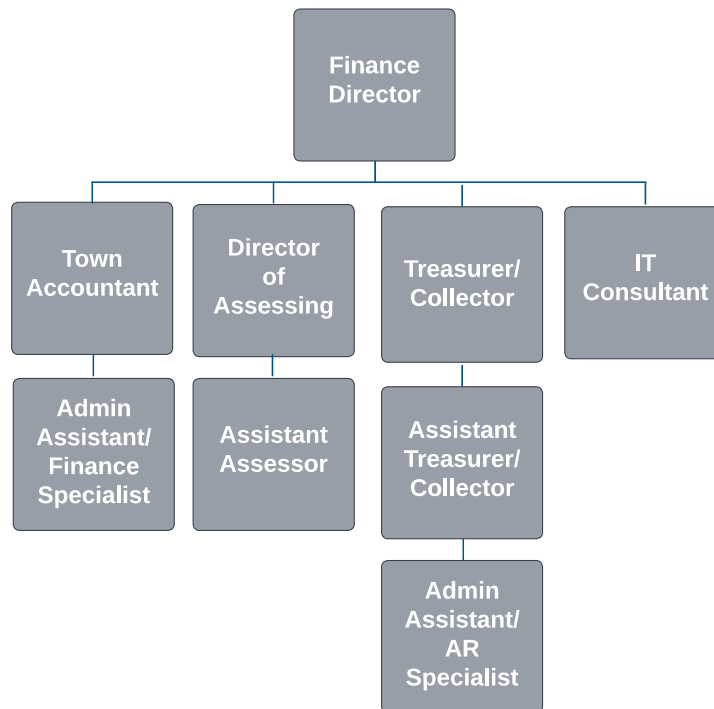 Finance
Director
Town
Accountant
Director
of
Assessing
Treasurer/
Collector
IT
Consultant
Admin
Assistant/
Finance
Specialist
Assistant
Assessor
Assistant
Treasurer/
Collector
Admin
Assistant/
AR
Specialist